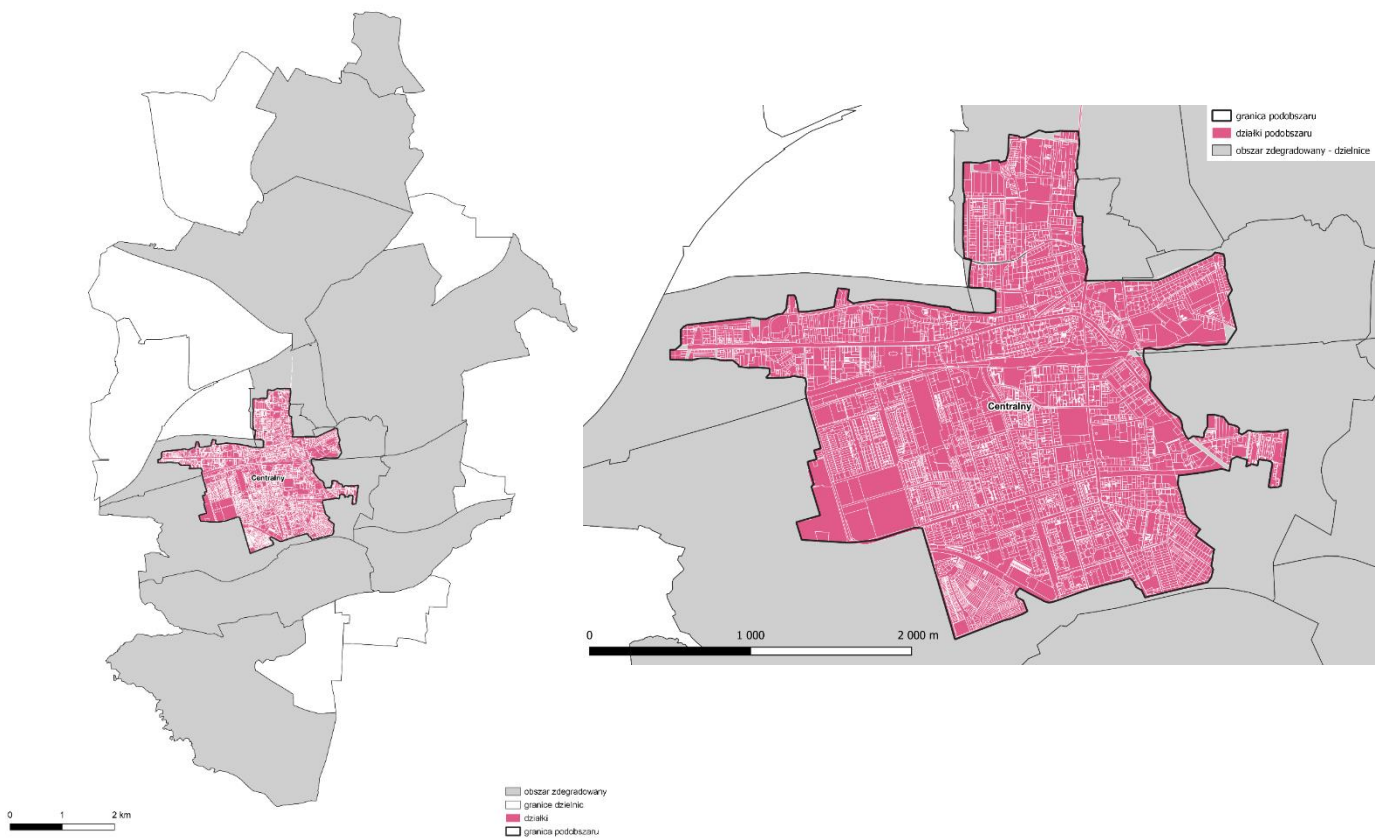 granica podobszaru
działki podobszaru
obszar zdegradowany - dzielnice
Centralny
Centralny
0 1 000 2 000 m
0 1 2 km
obszar zdegradowany
granice dzielnic
działki
granica podobszaru